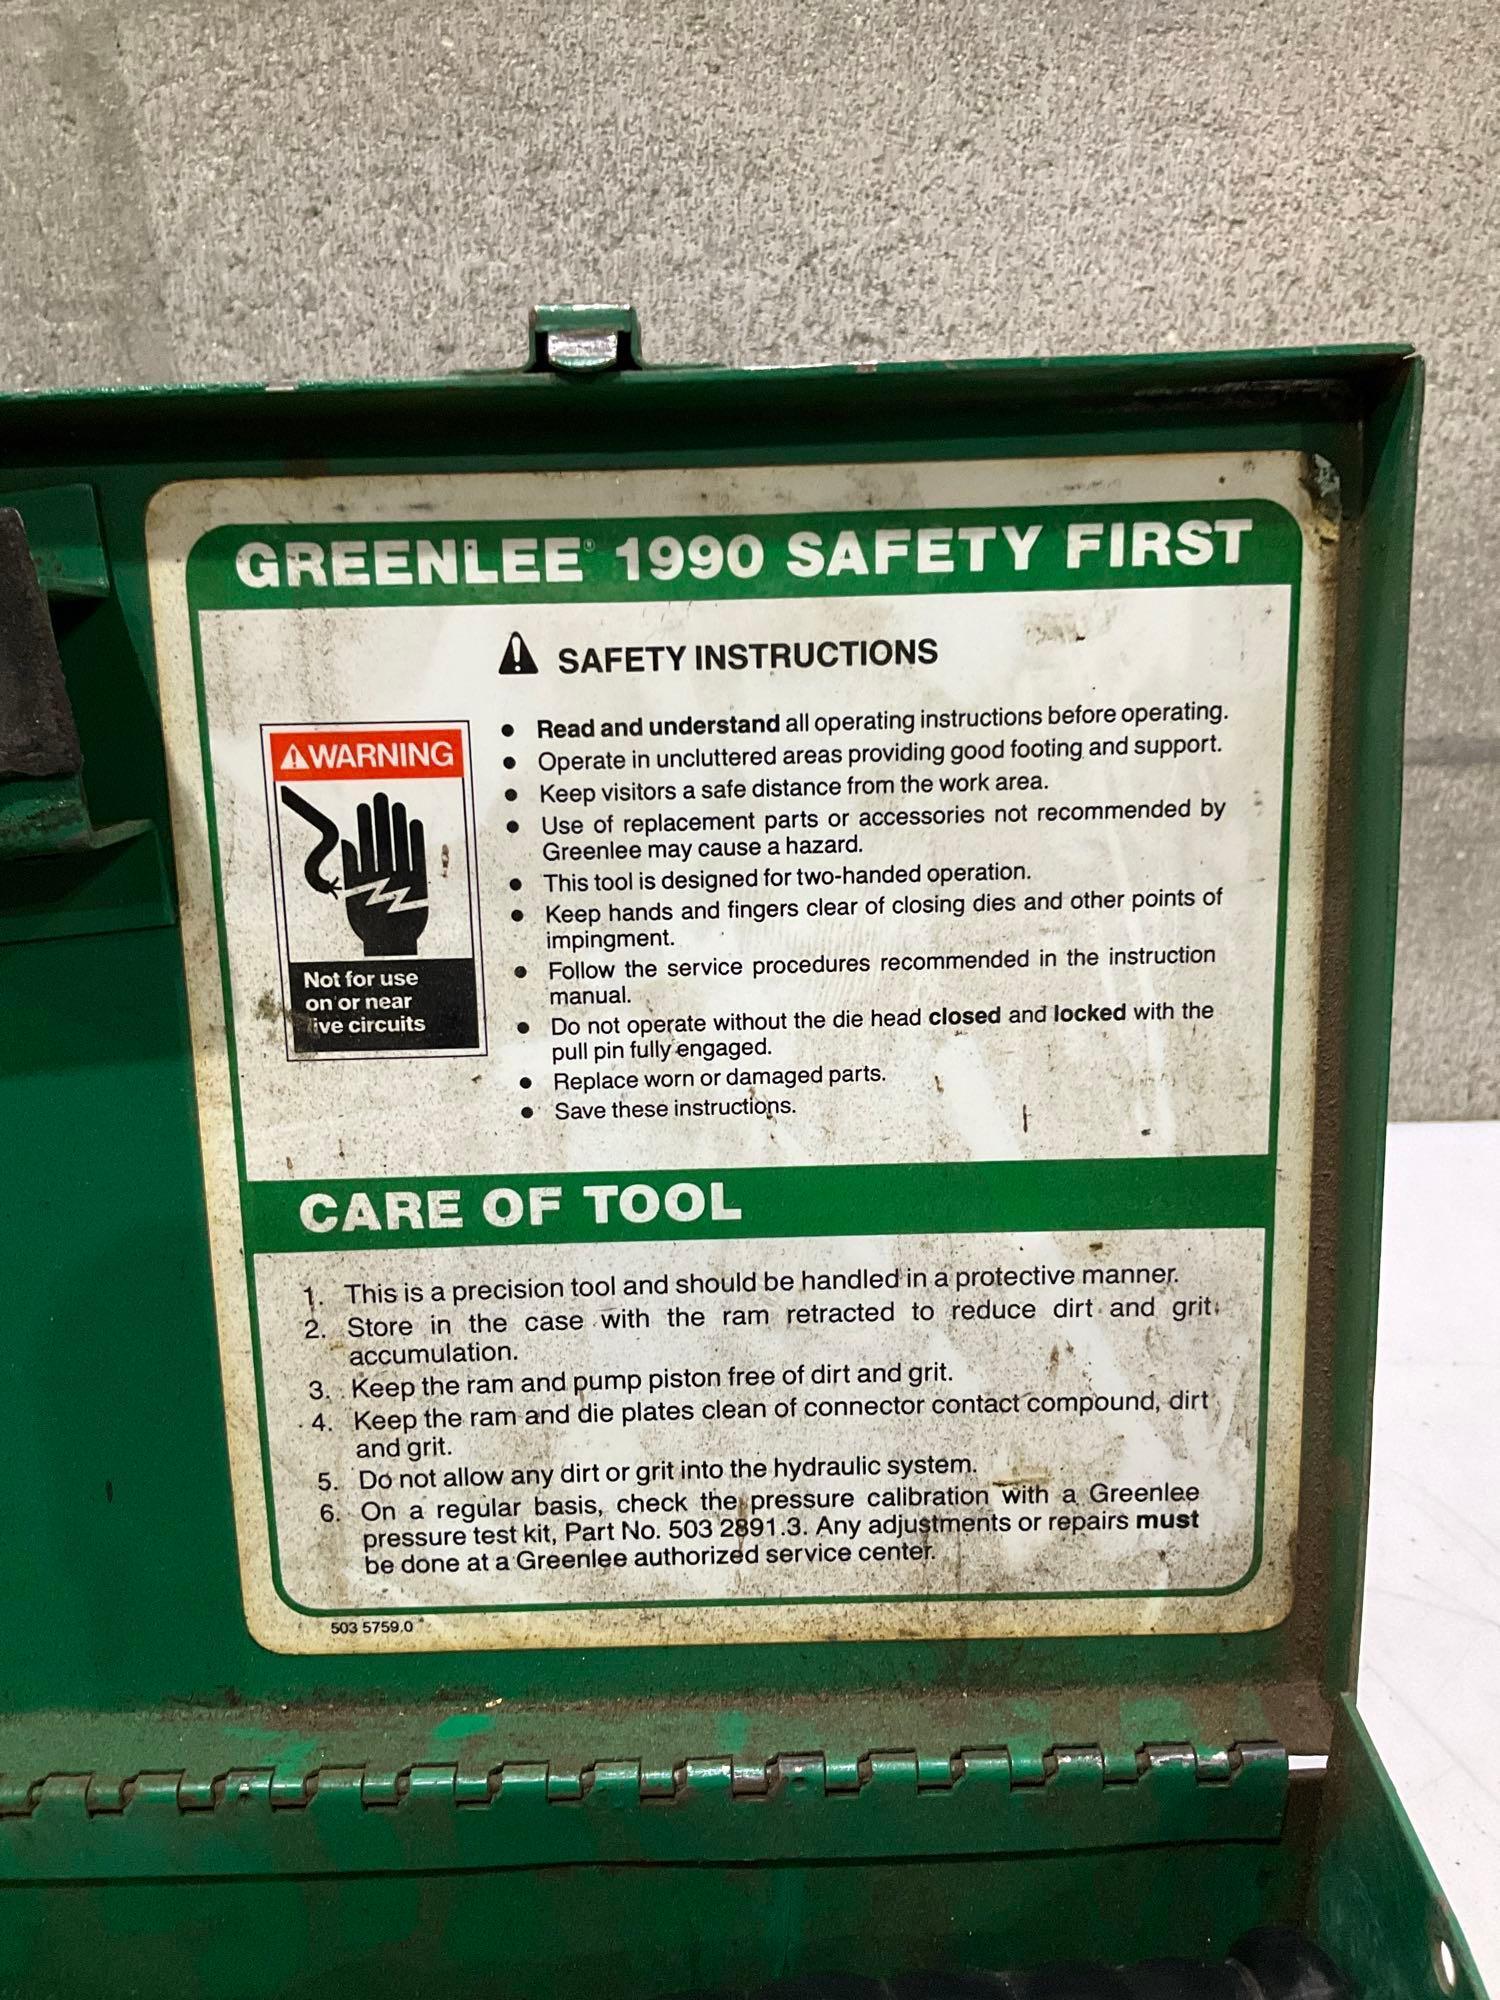 GREENLEE® 1990 SAFETY FIRST
⚠ SAFETY INSTRUCTIONS
⚠WARNING
Not for use
on or near
live circuits
• Read and understand all operating instructions before operating.
• Operate in uncluttered areas providing good footing and support.
• Keep visitors a safe distance from the work area.
• Use of replacement parts or accessories not recommended by
Greenlee may cause a hazard.
• This tool is designed for two-handed operation.
• Keep hands and fingers clear of closing dies and other points of
impingment.
• Follow the service procedures recommended in the instruction
manual.
• Do not operate without the die head closed and locked with the
pull pin fully engaged.
• Replace worn or damaged parts.
• Save these instructions.
CARE OF TOOL
1. This is a precision tool and should be handled in a protective manner.
2. Store in the case with the ram retracted to reduce dirt and grit
accumulation.
3. Keep the ram and pump piston free of dirt and grit.
4. Keep the ram and die plates clean of connector contact compound, dirt
and grit.
5. Do not allow any dirt or grit into the hydraulic system.
6. On a regular basis, check the pressure calibration with a Greenlee
pressure test kit, Part No. 503 2891.3. Any adjustments or repairs must
be done at a Greenlee authorized service center.
503 5759.0